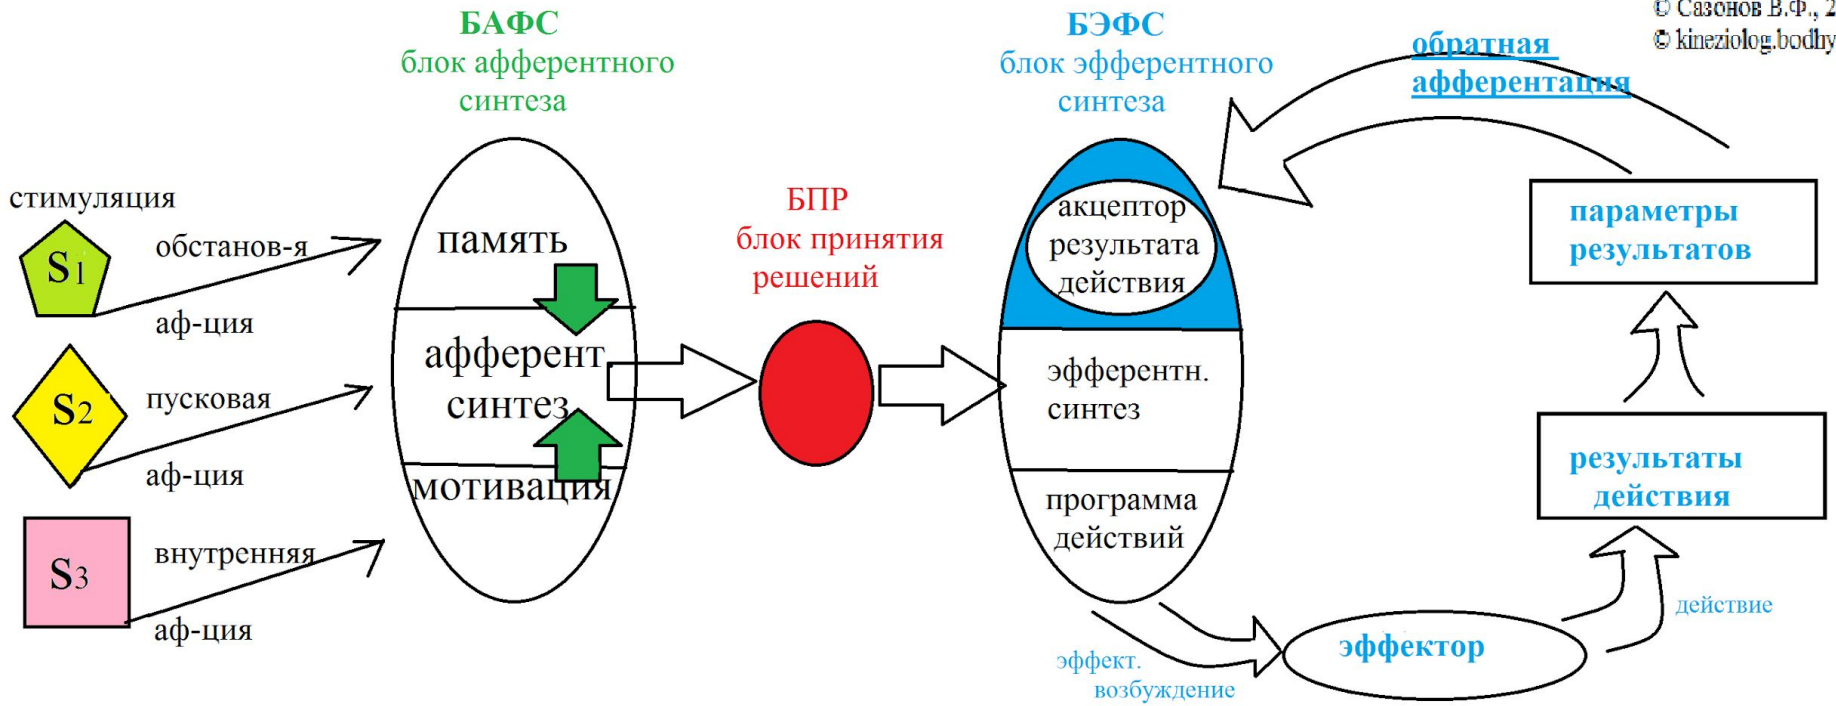 © Сазонов В.Ф., 2
© kineziolog.bodhy
БАФС
блок афферентного
синтеза
БЭФС
блок эфферентного
синтеза
обратная
афферентация
стимуляция
S1
обстанов-я
аф-ция
S2
пусковая
аф-ция
S3
внутренняя
аф-ция
память
афферент
синтез
мотивация
БПР
блок принятия
решений
акцептор
результата
действия
эфферентн.
синтез
программа
действий
параметры
результатов
результаты
действия
действие
эффектор
эффект.
возбуждение